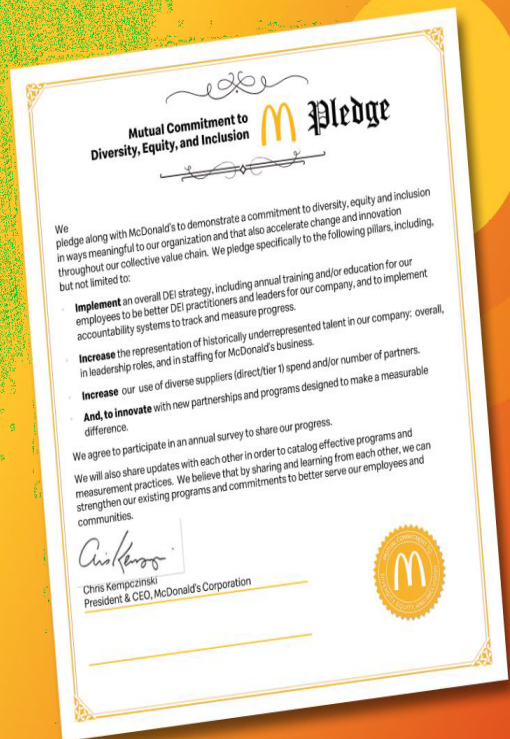 Mutual Commitment to
Diversity, Equity, and Inclusion
Pledge
We
pledge along with McDonald's to demonstrate a commitment to diversity, equity and inclusion
in ways meaningful to our organization and that also accelerate change and innovation
throughout our collective value chain. We pledge specifically to the following pillars, including,
but not limited to:
Implement an overall DEI strategy, including annual training and/or education for our
employees to be better DEI practitioners and leaders for our company, and to implement
accountability systems to track and measure progress.
Increase the representation of historically underrepresented talent in our company: overall,
in leadership roles, and in staffing for McDonald's business.
Increase our use of diverse suppliers (direct/tier 1) spend and/or number of partners.
And, to innovate with new partnerships and programs designed to make a measurable
difference.
We agree to participate in an annual survey to share our progress.
We will also share updates with each other in order to catalog effective programs and
measurement practices. We believe that by sharing and learning from each other, we can
strengthen our existing programs and commitments to better serve our employees and
communities.
Chris Kempczinski
President & CEO, McDonald's Corporation
MUTUAL COMMITMENT TO